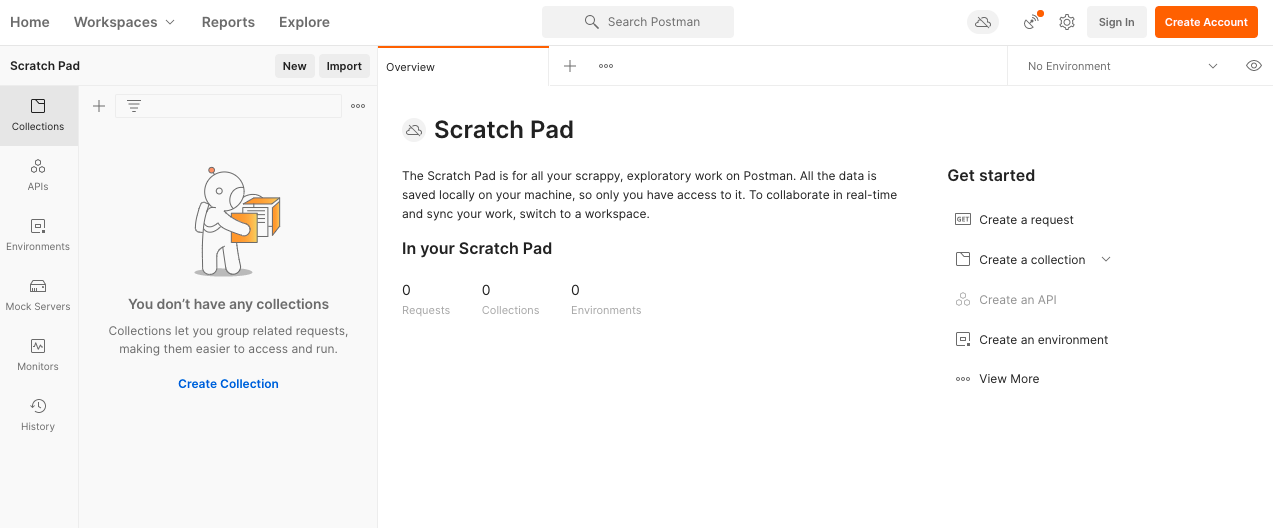 Home Workspaces Reports Explore Search Postman Sign In Create Account
Scratch Pad New Import Overview No Environment
Collections
APIs
Environments
Mock Servers
Monitors
History
You don’t have any collections
Collections let you group related requests,
making them easier to access and run.
Create Collection
Scratch Pad
The Scratch Pad is for all your scrappy, exploratory work on Postman. All the data is
saved locally on your machine, so only you have access to it. To collaborate in real-time
and sync your work, switch to a workspace.
In your Scratch Pad
0 0 0
Requests Collections Environments
Get started
GET Create a request
Create a collection
Create an API
Create an environment
View More